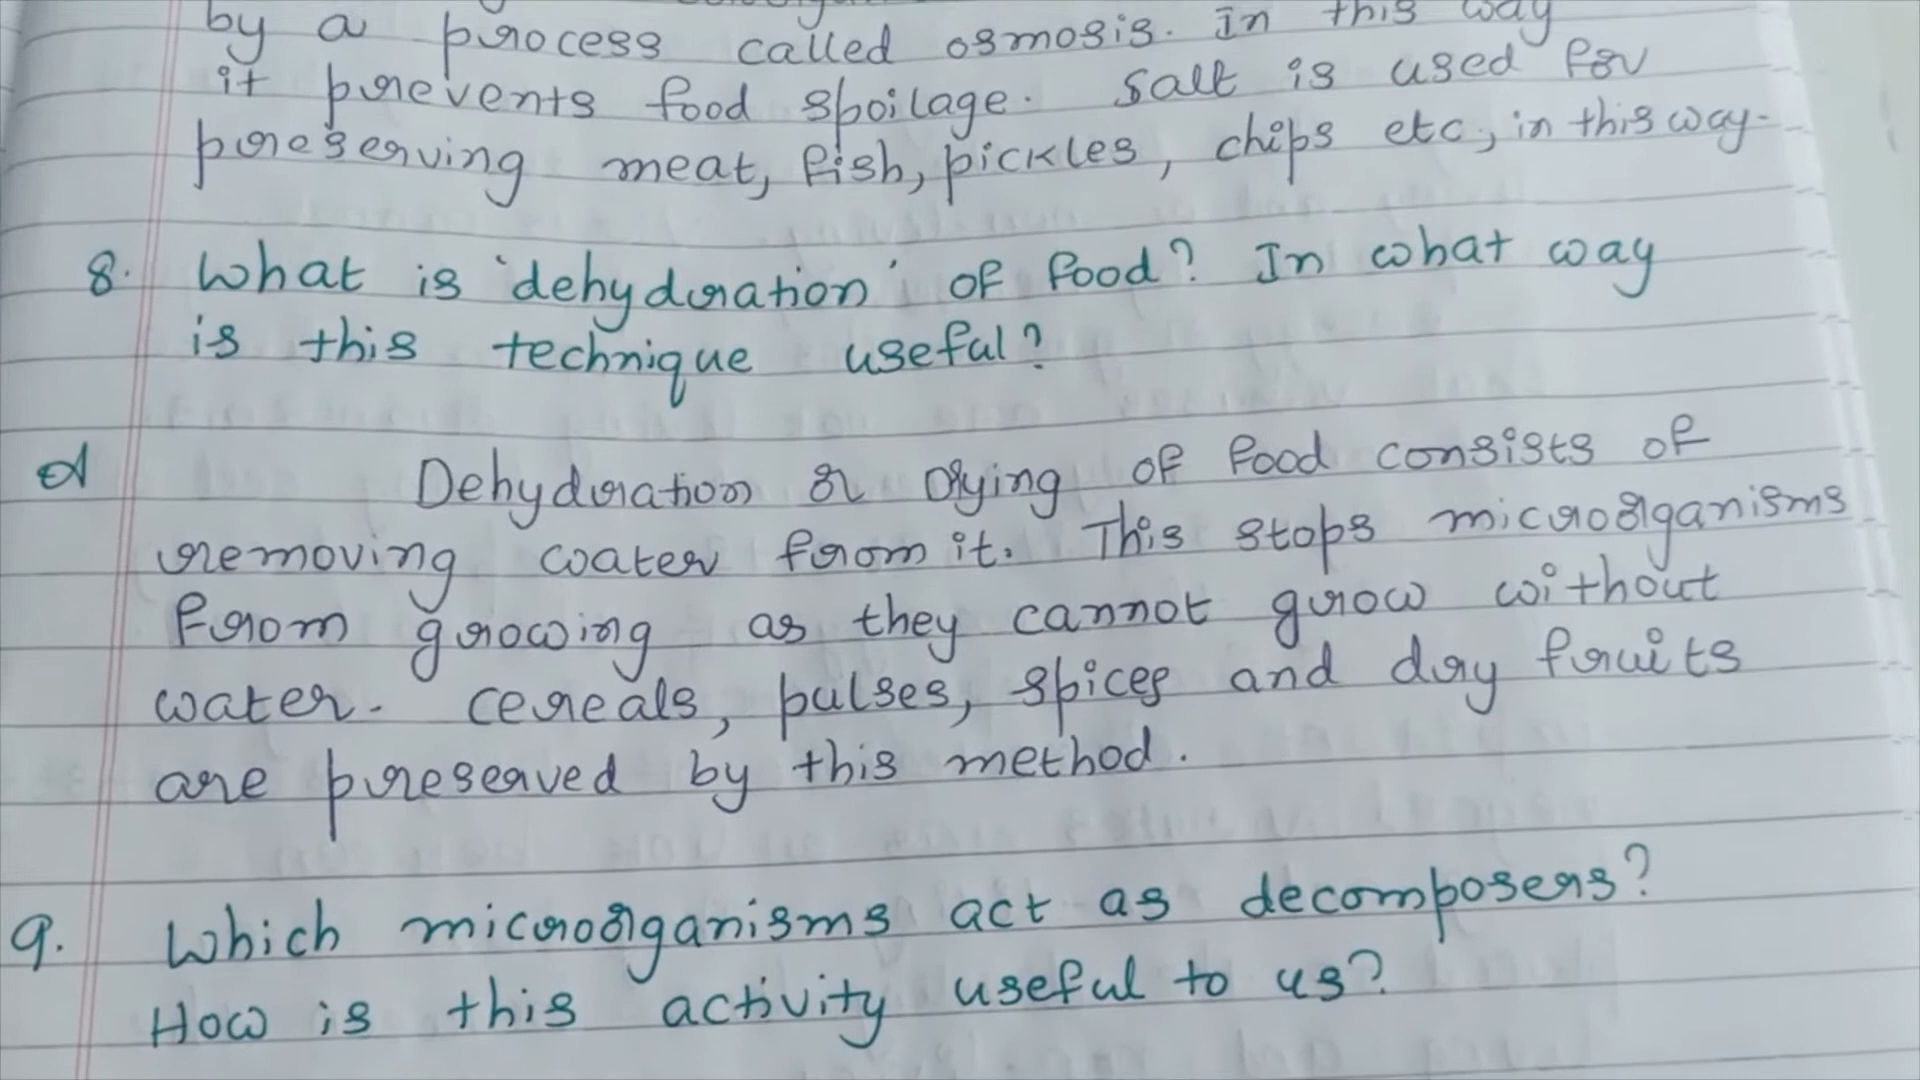 by a process called osmosis. In this way
it prevents food spoilage. Salt is used for
preserving meat, fish, pickles, chips etc, in this way.
8. What is 'dehydration' of food? In what way
is this technique useful?
Dehydration or Drying of food consists of
removing water from it. This stops microorganisms
from growing as they cannot grow without
water. cereals, pulses, spices and dry fruits
are preserved by this method.
9. Which microorganisms act as decomposers?
How is this activity useful to us?